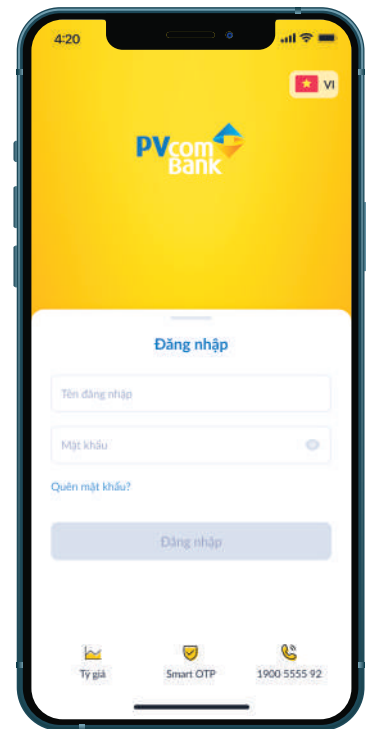 4:20
VI
PVcom
Bank
Đăng nhập
Tên đăng nhập
Mật khẩu
Quên mật khẩu?
Đăng nhập
Tỷ giá
Smart OTP
1900 5555 92